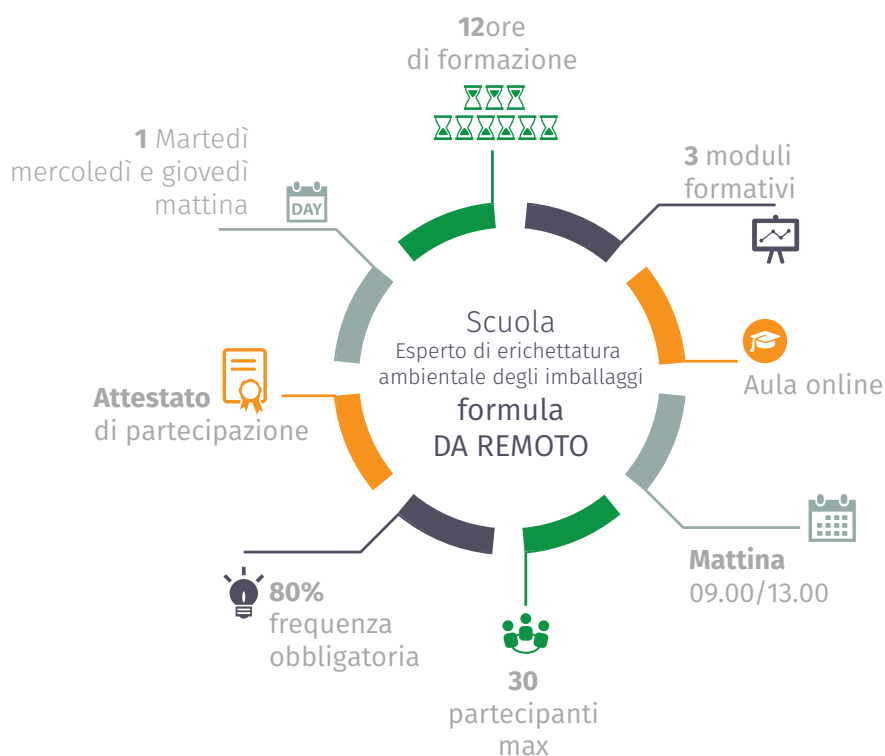 12ore
di formazione
1 Martedì
mercoledì e giovedì
mattina
DAY
3 moduli
formativi
Scuola
Esperto di erichettatura
ambientale degli imballaggi
formula
DA REMOTO
Aula online
Attestato
di partecipazione
Mattina
09.00/13.00
80%
frequenza
obbligatoria
30
partecipanti
max